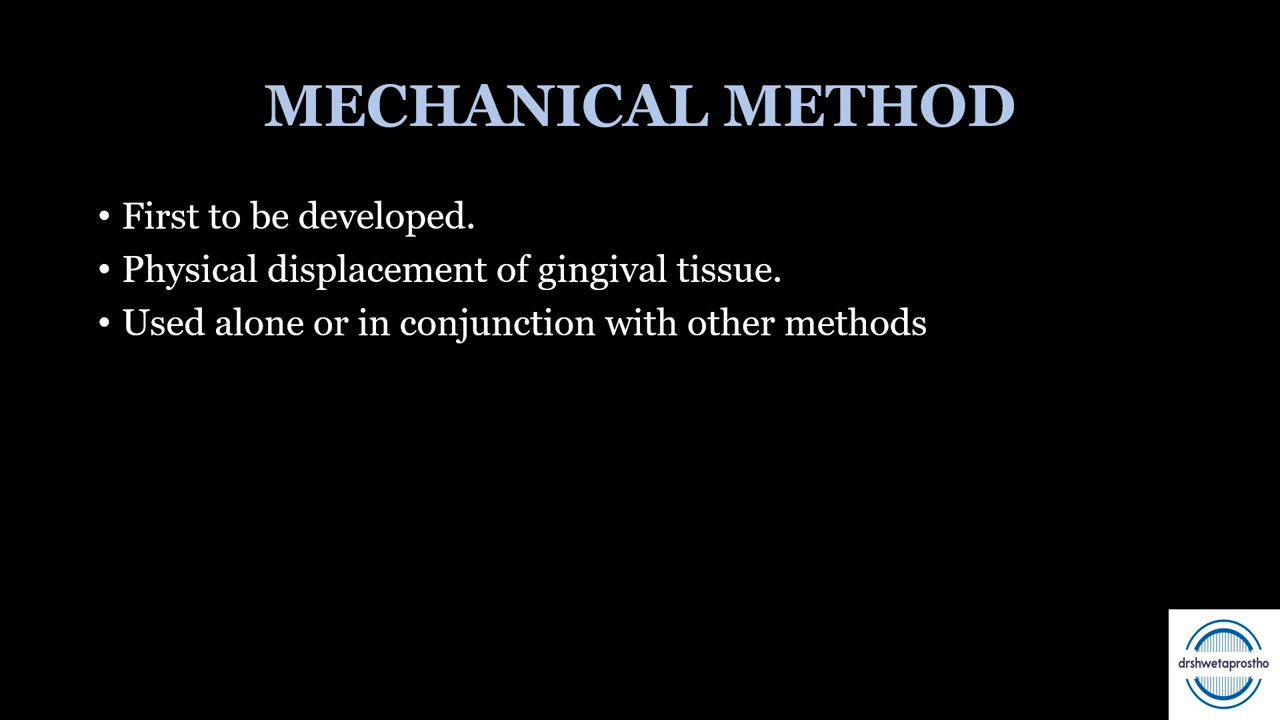 MECHANICAL METHOD
• First to be developed.
• Physical displacement of gingival tissue.
• Used alone or in conjunction with other methods
drshwetaprostho